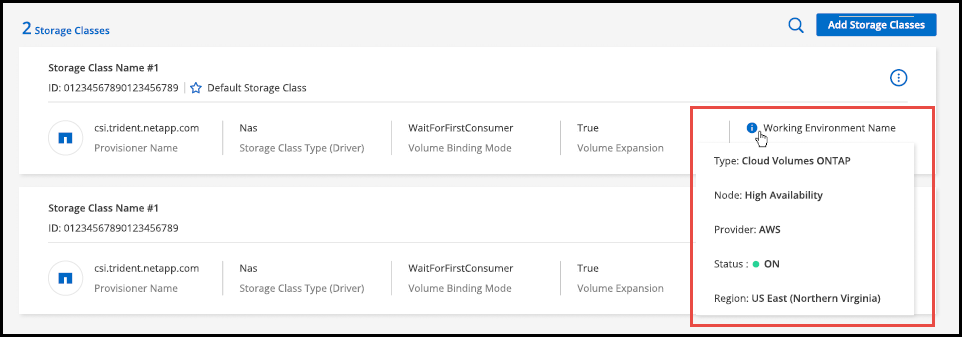 2 Storage Classes
Add Storage Classes
Storage Class Name #1
ID: 01234567890123456789 Default Storage Class
csi.trident.netapp.com Nas WaitForFirstConsumer True Working Environment Name
Provisioner Name Storage Class Type (Driver) Volume Binding Mode Volume Expansion
Type: Cloud Volumes ONTAP
Node: High Availability
Provider: AWS
Status : ON
Region: US East (Northern Virginia)
Storage Class Name #1
ID: 01234567890123456789
csi.trident.netapp.com Nas WaitForFirstConsumer True
Provisioner Name Storage Class Type (Driver) Volume Binding Mode Volume Expansion